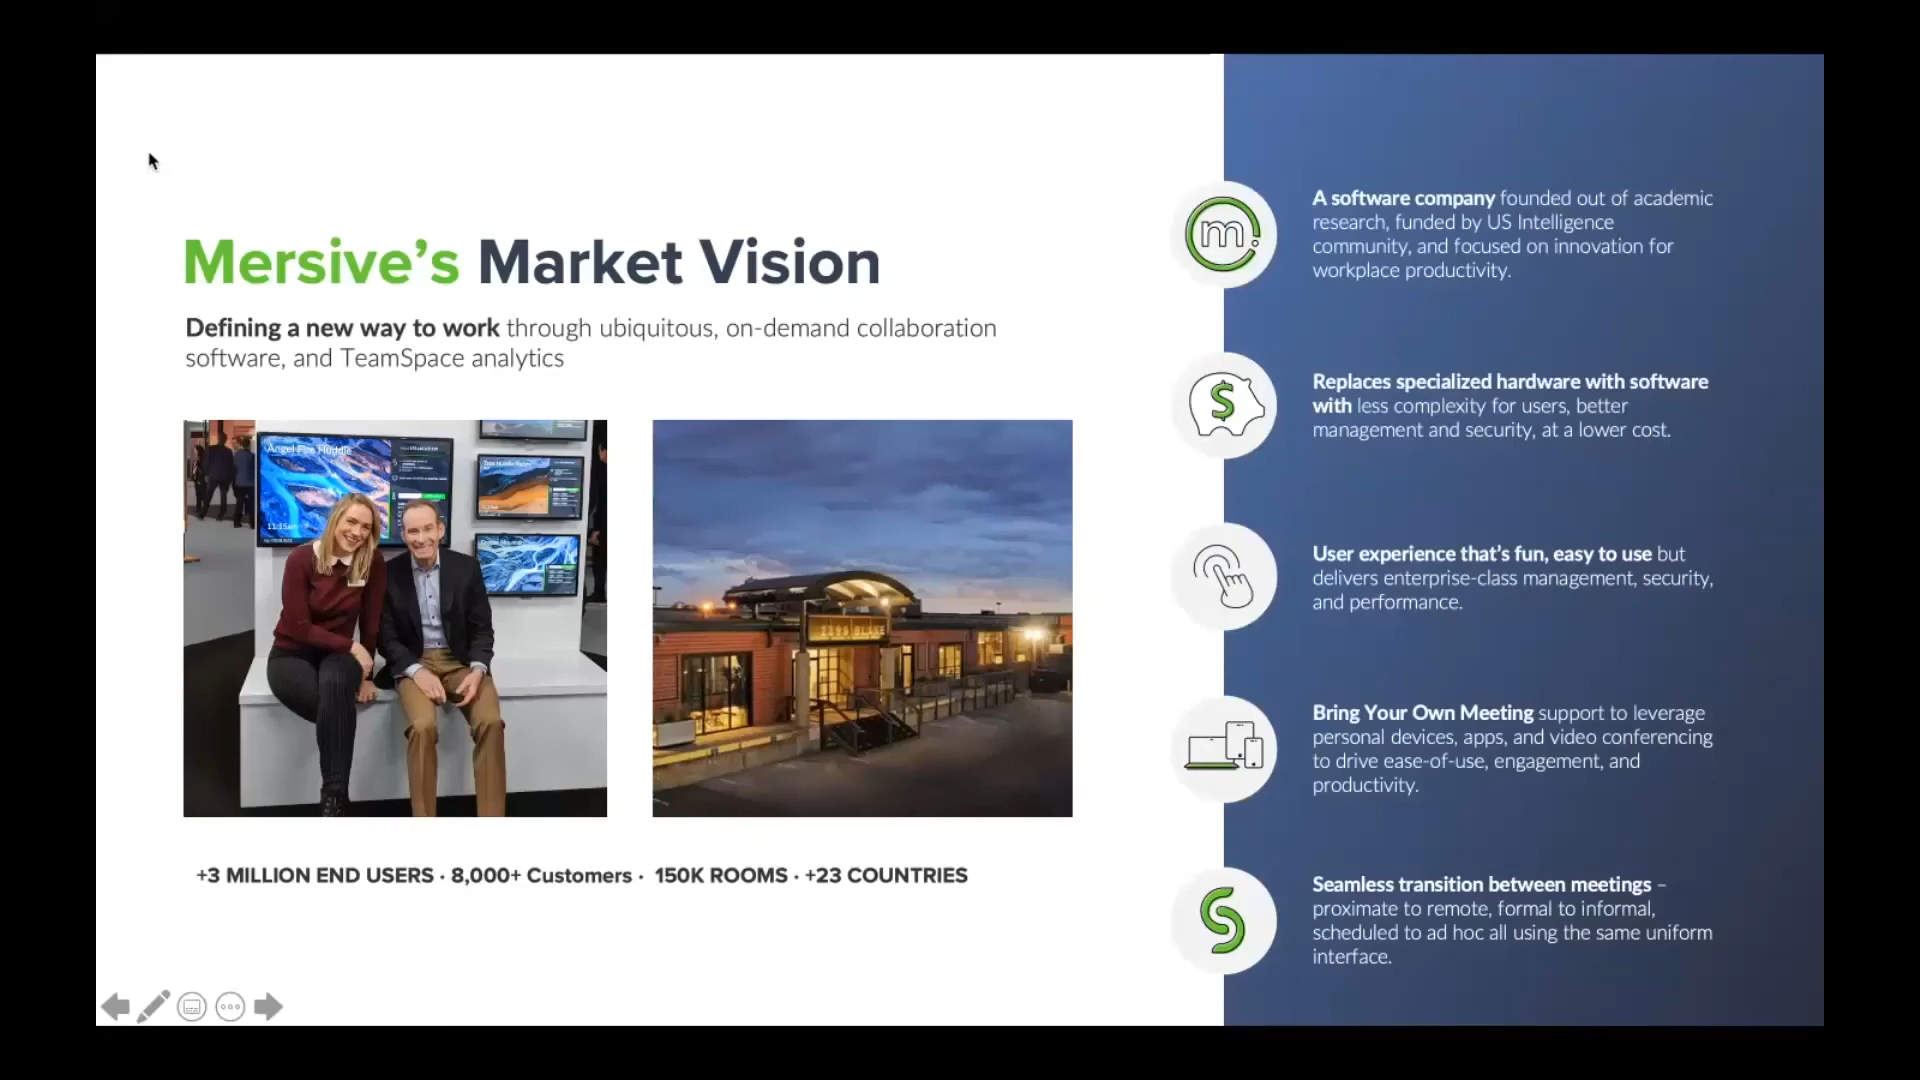 Mersive’s Market Vision
Defining a new way to work through ubiquitous, on-demand collaboration
software, and TeamSpace analytics
Angel Fire Huddle
+3 MILLION END USERS · 8,000+ Customers · 150K ROOMS · +23 COUNTRIES
m.
A software company founded out of academic
research, funded by US Intelligence
community, and focused on innovation for
workplace productivity.
$
Replaces specialized hardware with software
with less complexity for users, better
management and security, at a lower cost.
User experience that’s fun, easy to use but
delivers enterprise-class management, security,
and performance.
Bring Your Own Meeting support to leverage
personal devices, apps, and video conferencing
to drive ease-of-use, engagement, and
productivity.
Seamless transition between meetings –
proximate to remote, formal to informal,
scheduled to ad hoc all using the same uniform
interface.